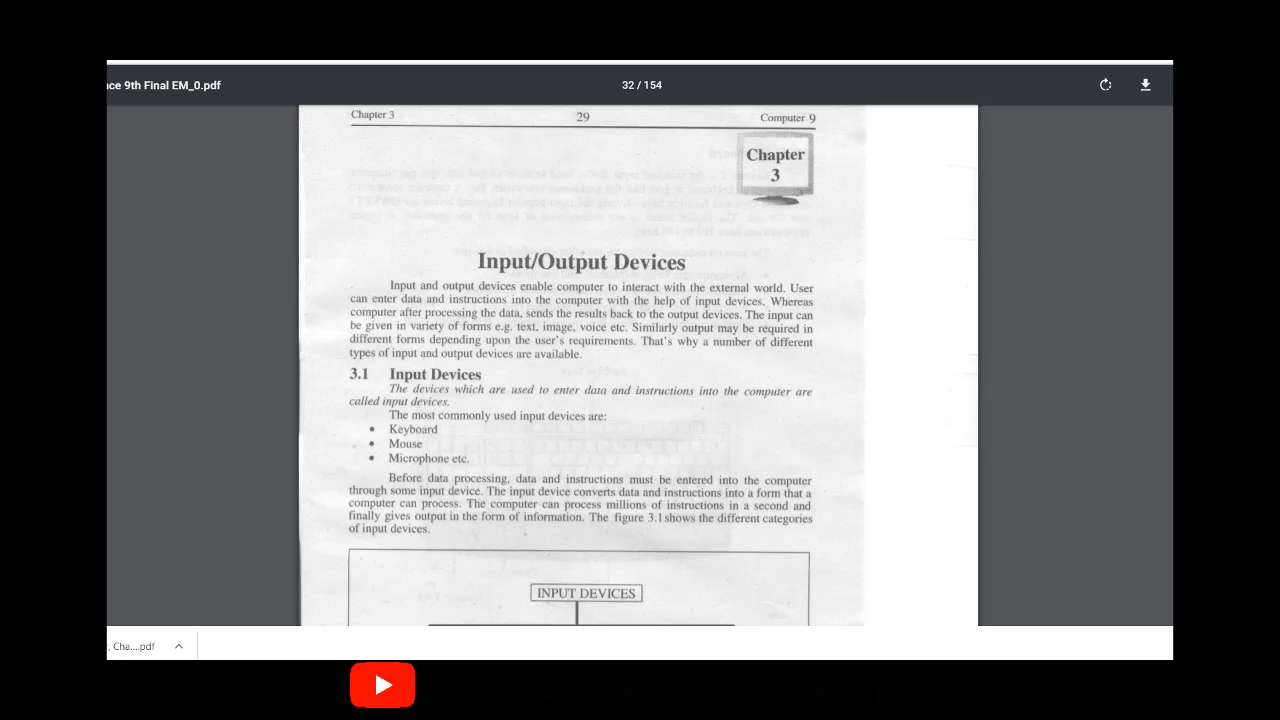 ce 9th Final EM_0.pdf
32 / 154
Chapter 3 29 Computer 9
Chapter
3
Input/Output Devices
Input and output devices enable computer to interact with the external world. User
can enter data and instructions into the computer with the help of input devices. Whereas
computer after processing the data, sends the results back to the output devices. The input can
be given in variety of forms e.g. text, image, voice etc. Similarly output may be required in
different forms depending upon the user's requirements. That's why a number of different
types of input and output devices are available.
3.1 Input Devices
The devices which are used to enter data and instructions into the computer are
called input devices.
The most commonly used input devices are:
• Keyboard
• Mouse
• Microphone etc.
Before data processing, data and instructions must be entered into the computer
through some input device. The input device converts data and instructions into a form that a
computer can process. The computer can process millions of instructions in a second and
finally gives output in the form of information. The figure 3.1 shows the different categories
of input devices.
INPUT DEVICES
, Cha....pdf